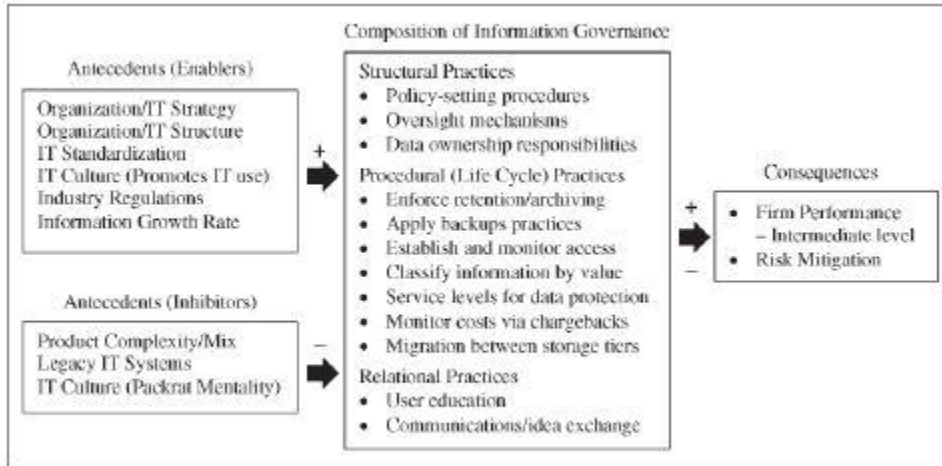 Composition of Information Governance
Antecedents (Enablers)
Organization/IT Strategy
Organization/IT Structure
IT Standardization
IT Culture (Promotes IT use)
Industry Regulations
Information Growth Rate
+
Antecedents (Inhibitors)
Product Complexity/Mix
Legacy IT Systems
IT Culture (Packrat Mentality)
–
Structural Practices
• Policy-setting procedures
• Oversight mechanisms
• Data ownership responsibilities
Procedural (Life Cycle) Practices
• Enforce retention/archiving
• Apply backups practices
• Establish and monitor access
• Classify information by value
• Service levels for data protection
• Monitor costs via chargebacks
• Migration between storage tiers
Relational Practices
• User education
• Communications/idea exchange
+
–
Consequences
• Firm Performance
– Intermediate level
• Risk Mitigation